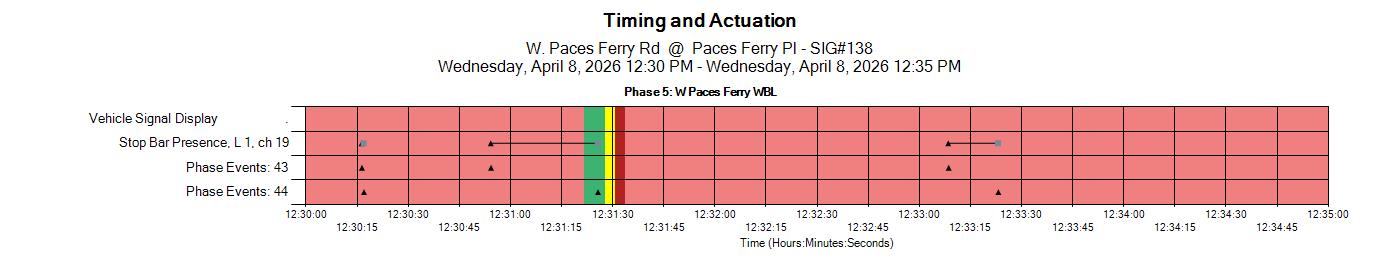 Timing and Actuation
W. Paces Ferry Rd @ Paces Ferry Pl - SIG#138
Wednesday, April 8, 2026 12:30 PM - Wednesday, April 8, 2026 12:35 PM
Phase 5: W Paces Ferry WBL
Vehicle Signal Display .
Stop Bar Presence, L 1, ch 19
Phase Events: 43
Phase Events: 44
12:30:00 12:30:30 12:31:00 12:31:30 12:32:00 12:32:30 12:33:00 12:33:30 12:34:00 12:34:30 12:35:00
12:30:15 12:30:45 12:31:15 12:31:45 12:32:15 12:32:45 12:33:15 12:33:45 12:34:15 12:34:45
Time (Hours:Minutes:Seconds)